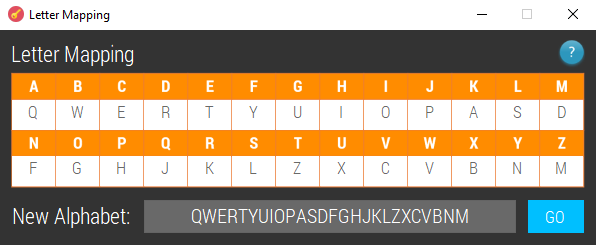 Letter Mapping
Letter Mapping ?
A B C D E F G H I J K L M
Q W E R T Y U I O P A S D
N O P Q R S T U V W X Y Z
F G H J K L Z X C V B N M
New Alphabet: QWERTYUIOPASDFGHJKLZXCVBNM GO